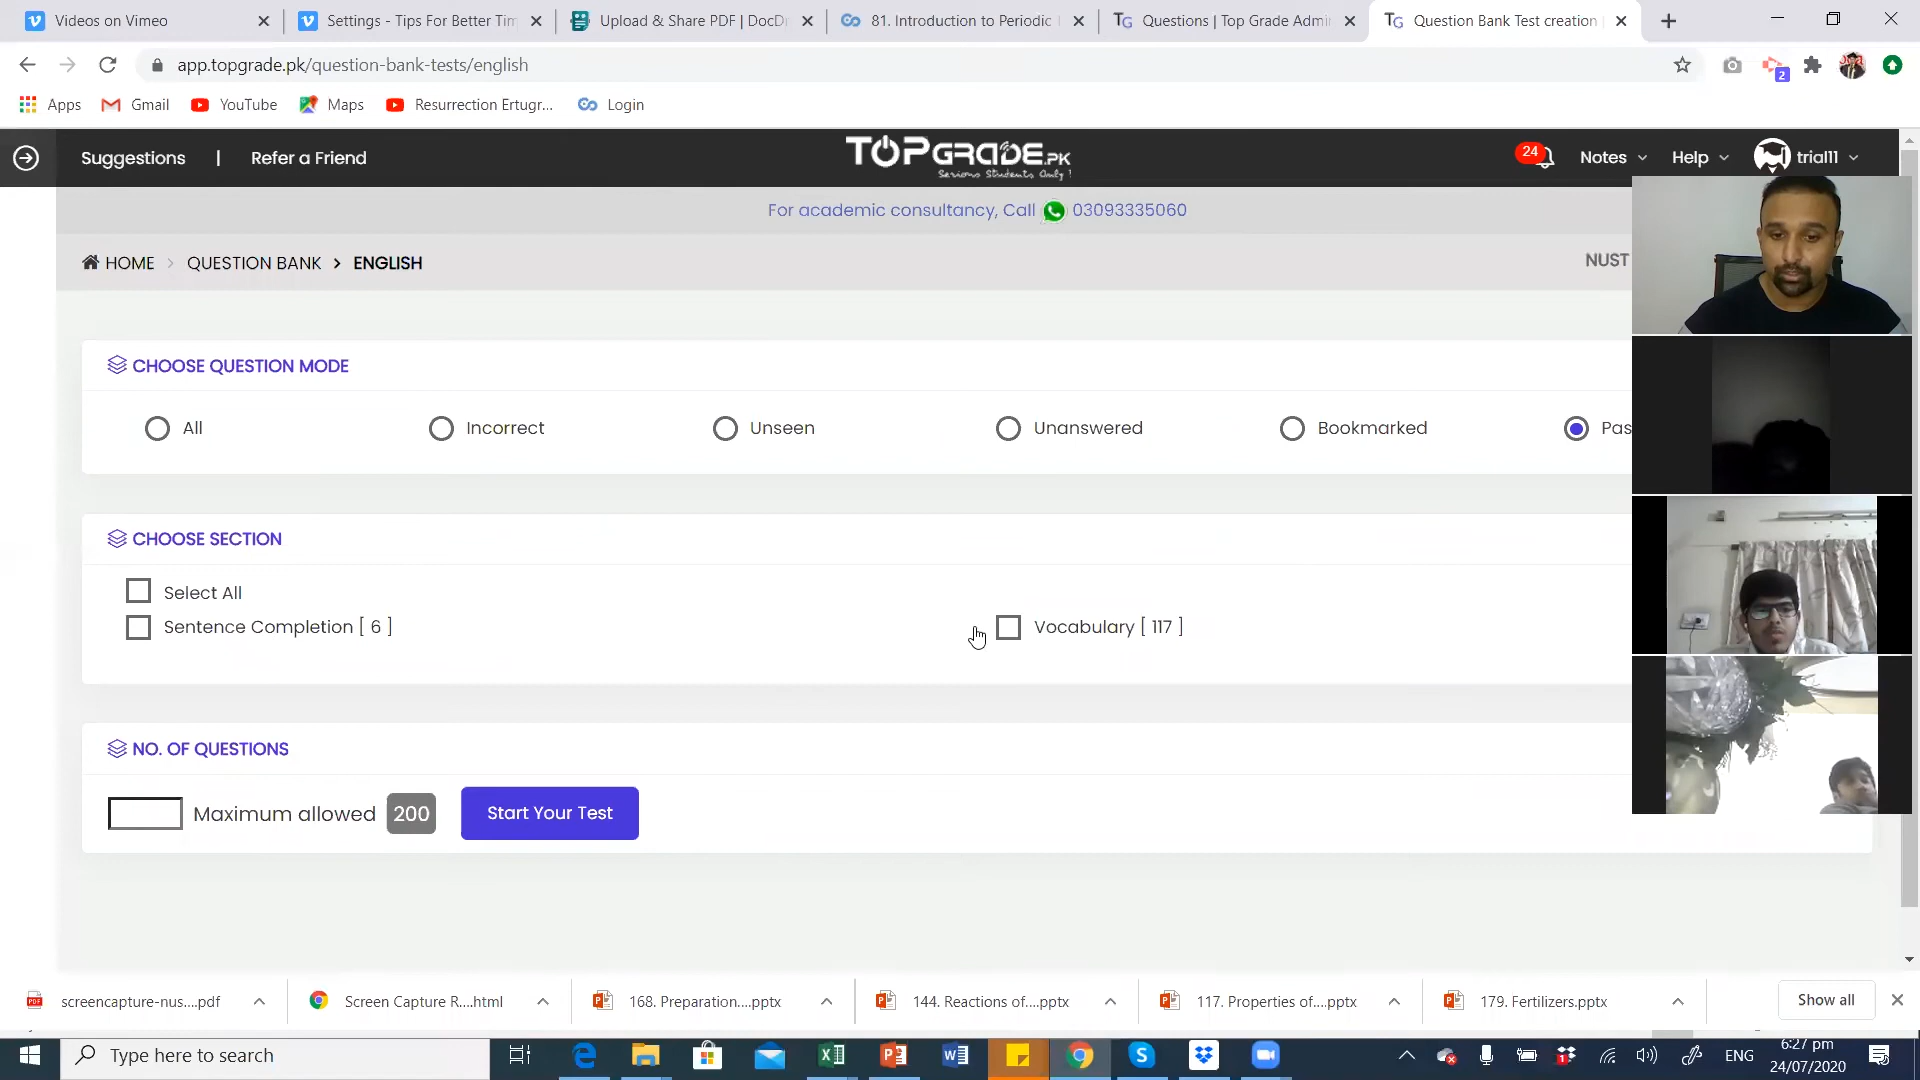 Videos on Vimeo
Settings - Tips For Better Tim
Upload & Share PDF | DocDr
81. Introduction to Periodic
Questions | Top Grade Admi
Question Bank Test creation
app.topgrade.pk/question-bank-tests/english
2
Apps
Gmail
YouTube
Maps
Resurrection Ertugr...
Login
Suggestions | Refer a Friend
TOPGRADE.PK
Serious Students Only !
24
Notes
Help
trial11
For academic consultancy, Call 03093335060
HOME > QUESTION BANK > ENGLISH
NUST
CHOOSE QUESTION MODE
All
Incorrect
Unseen
Unanswered
Bookmarked
Pas
CHOOSE SECTION
Select All
Sentence Completion [ 6 ]
Vocabulary [ 117 ]
NO. OF QUESTIONS
Maximum allowed 200
Start Your Test
screencapture-nus....pdf
Screen Capture R....html
168. Preparation....pptx
144. Reactions of....pptx
117. Properties of....pptx
179. Fertilizers.pptx
Show all
Type here to search
ENG
6:27 pm
24/07/2020